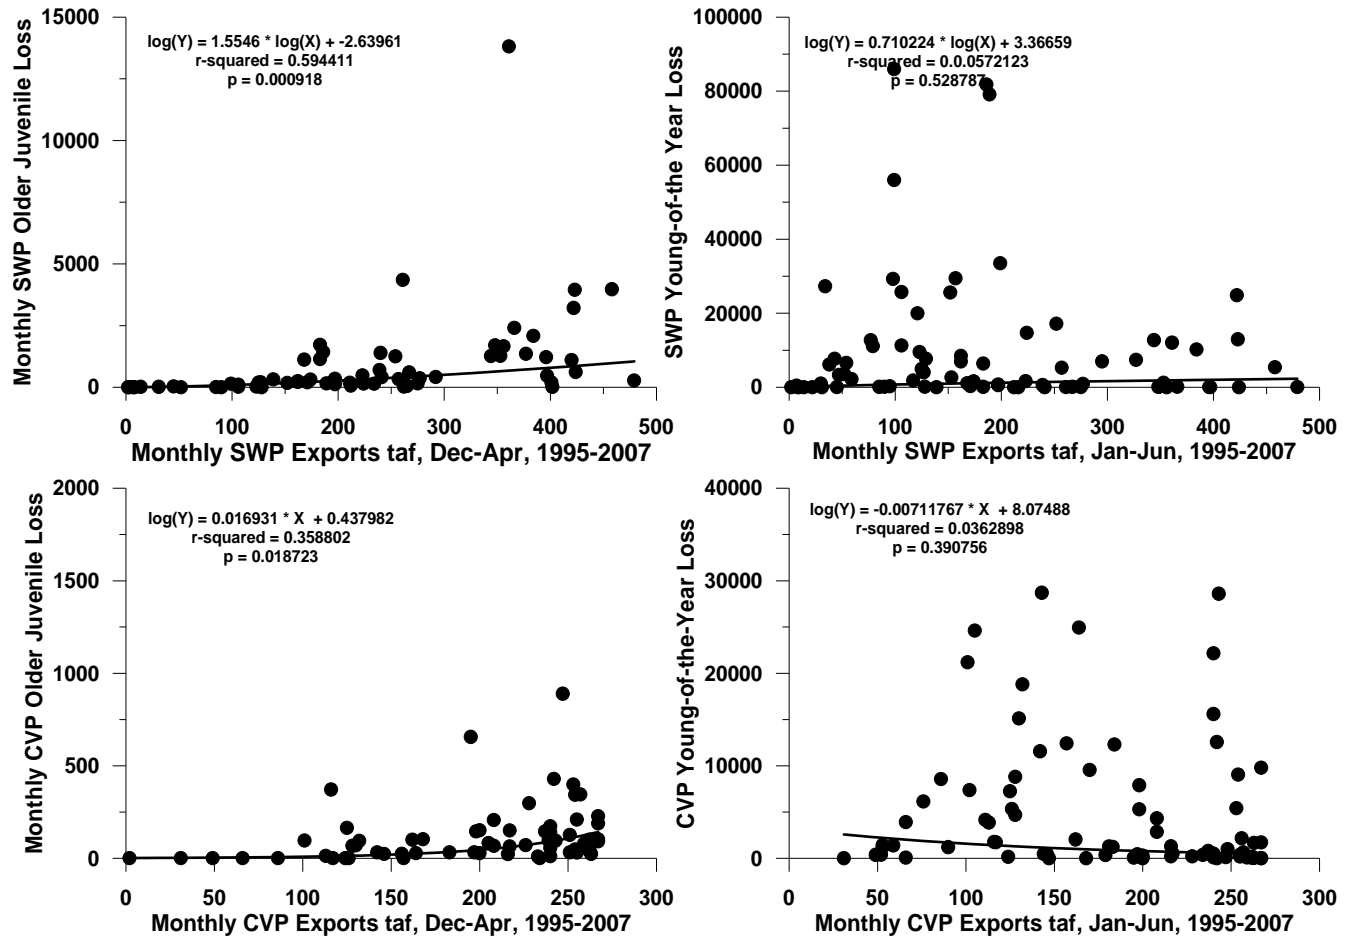 Monthly SWP Older Juvenile Loss
15000
10000
5000
0
log(Y) = 1.5546 * log(X) + -2.63961
r-squared = 0.594411
p = 0.000918
0 100 200 300 400 500
Monthly SWP Exports taf, Dec-Apr, 1995-2007
SWP Young-of-the Year Loss
100000
80000
60000
40000
20000
0
log(Y) = 0.710224 * log(X) + 3.36659
r-squared = 0.0.0572123
p = 0.528787
0 100 200 300 400 500
Monthly SWP Exports taf, Jan-Jun, 1995-2007
Monthly CVP Older Juvenile Loss
2000
1500
1000
500
0
log(Y) = 0.016931 * X + 0.437982
r-squared = 0.358802
p = 0.018723
0 50 100 150 200 250 300
Monthly CVP Exports taf, Dec-Apr, 1995-2007
CVP Young-of-the-Year Loss
40000
30000
20000
10000
0
log(Y) = -0.00711767 * X + 8.07488
r-squared = 0.0362898
p = 0.390756
0 50 100 150 200 250 300
Monthly CVP Exports taf, Jan-Jun, 1995-2007